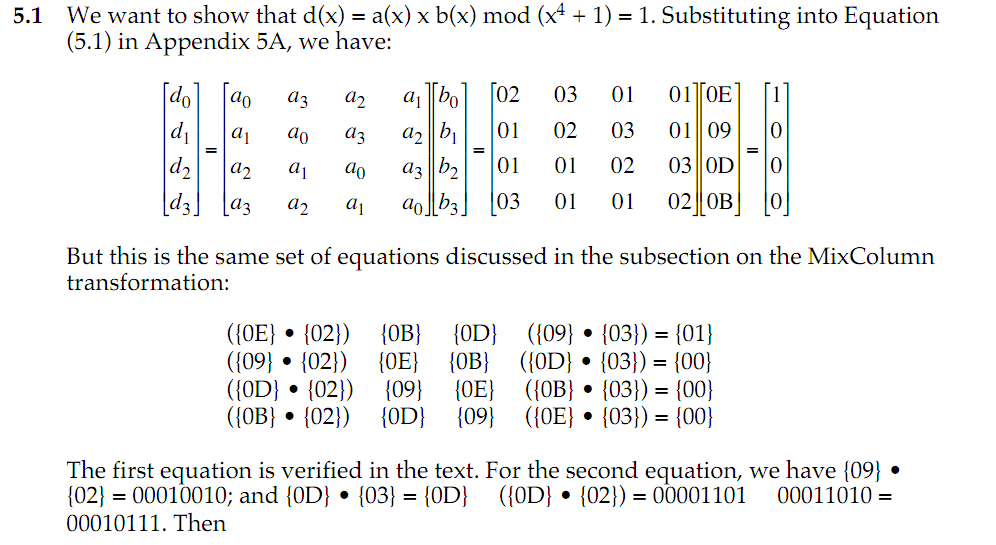 5.1 We want to show that d(x) = a(x) x b(x) mod (x⁴ + 1) = 1. Substituting into Equation
(5.1) in Appendix 5A, we have:
[d₀] [a₀ a₃ a₂ a₁][b₀] [02 03 01 01][0E] [1]
[d₁] [a₁ a₀ a₃ a₂][b₁] [01 02 03 01][09] [0]
= = =
[d₂] [a₂ a₁ a₀ a₃][b₂] [01 01 02 03][0D] [0]
[d₃] [a₃ a₂ a₁ a₀][b₃] [03 01 01 02][0B] [0]
But this is the same set of equations discussed in the subsection on the MixColumn
transformation:
({0E} • {02}) {0B} {0D} ({09} • {03}) = {01}
({09} • {02}) {0E} {0B} ({0D} • {03}) = {00}
({0D} • {02}) {09} {0E} ({0B} • {03}) = {00}
({0B} • {02}) {0D} {09} ({0E} • {03}) = {00}
The first equation is verified in the text. For the second equation, we have {09} •
{02} = 00010010; and {0D} • {03} = {0D} ({0D} • {02}) = 00001101 00011010 =
00010111. Then